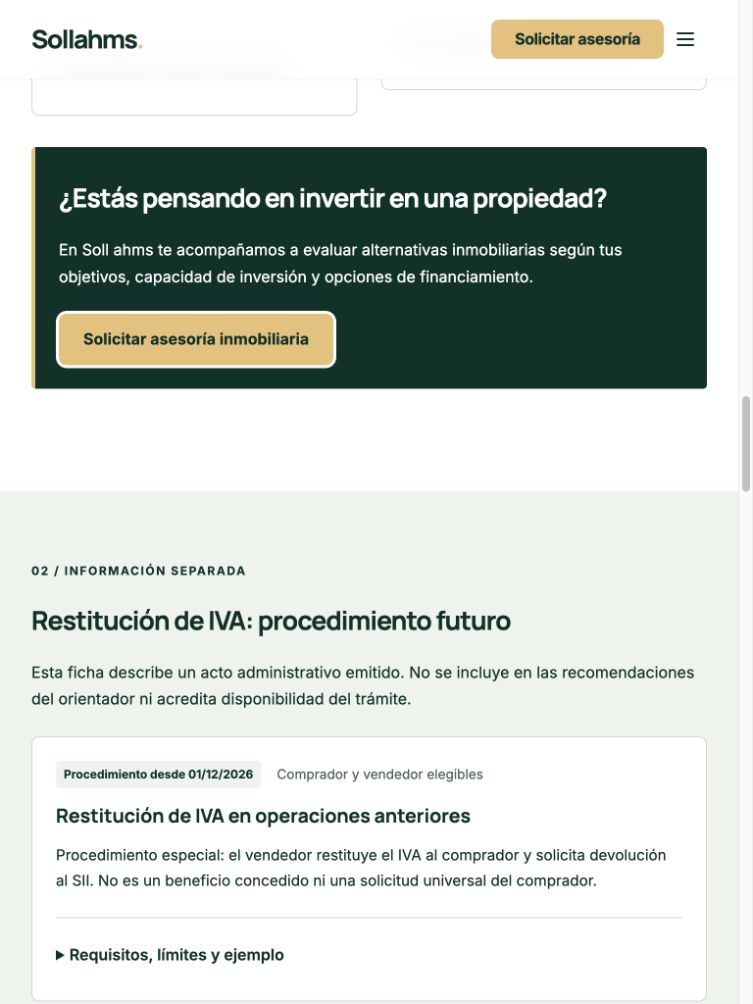 Sollahms.
Solicitar asesoría
¿Estás pensando en invertir en una propiedad?
En Soll ahms te acompañamos a evaluar alternativas inmobiliarias según tus
objetivos, capacidad de inversión y opciones de financiamiento.
Solicitar asesoría inmobiliaria
02 / INFORMACIÓN SEPARADA
Restitución de IVA: procedimiento futuro
Esta ficha describe un acto administrativo emitido. No se incluye en las recomendaciones
del orientador ni acredita disponibilidad del trámite.
Procedimiento desde 01/12/2026
Comprador y vendedor elegibles
Restitución de IVA en operaciones anteriores
Procedimiento especial: el vendedor restituye el IVA al comprador y solicita devolución
al SII. No es un beneficio concedido ni una solicitud universal del comprador.
Requisitos, límites y ejemplo